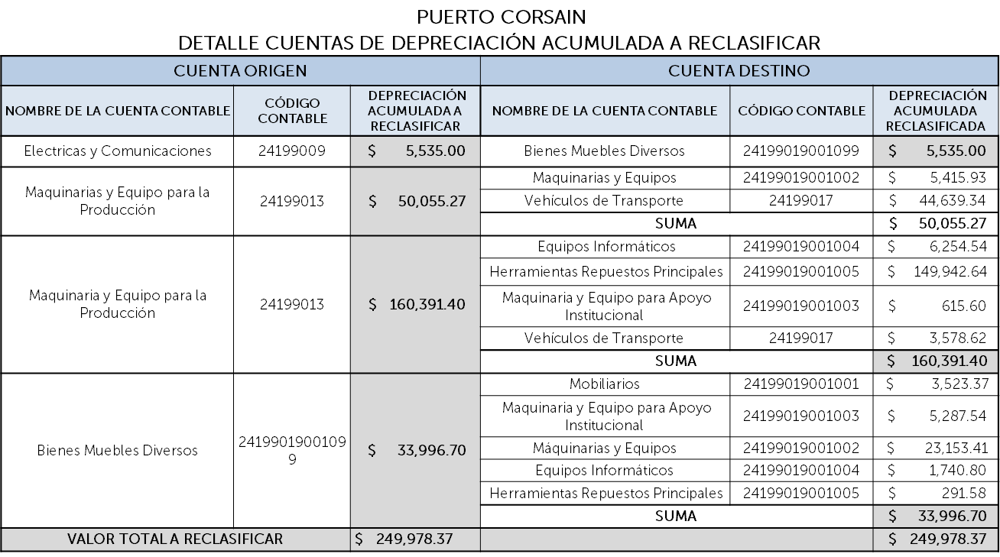 PUERTO CORSAIN
DETALLE CUENTAS DE DEPRECIACIÓN ACUMULADA A RECLASIFICAR
CUENTA ORIGEN
CUENTA DESTINO
NOMBRE DE LA CUENTA CONTABLE
CÓDIGO
CONTABLE
DEPRECIACIÓN
ACUMULADA A
RECLASIFICAR
NOMBRE DE LA CUENTA CONTABLE
CÓDIGO CONTABLE
DEPRECIACIÓN
ACUMULADA
RECLASIFICADA
Electricas y Comunicaciones
24199009
$ 5,535.00
Bienes Muebles Diversos
24199019001099
$ 5,535.00
Maquinarias y Equipo para la
Producción
24199013
$ 50,055.27
Maquinarias y Equipos
24199019001002
$ 5,415.93
Vehículos de Transporte
24199017
$ 44,639.34
SUMA
$ 50,055.27
Maquinaria y Equipo para la
Producción
24199013
$ 160,391.40
Equipos Informáticos
24199019001004
$ 6,254.54
Herramientas Repuestos Principales
24199019001005
$ 149,942.64
Maquinaria y Equipo para Apoyo
Institucional
24199019001003
$ 615.60
Vehículos de Transporte
24199017
$ 3,578.62
SUMA
$ 160,391.40
Bienes Muebles Diversos
2419901900109
9
$ 33,996.70
Mobiliarios
24199019001001
$ 3,523.37
Maquinaria y Equipo para Apoyo
Institucional
24199019001003
$ 5,287.54
Máquinarias y Equipos
24199019001002
$ 23,153.41
Equipos Informáticos
24199019001004
$ 1,740.80
Herramientas Repuestos Principales
24199019001005
$ 291.58
SUMA
$ 33,996.70
VALOR TOTAL A RECLASIFICAR
$ 249,978.37
$ 249,978.37